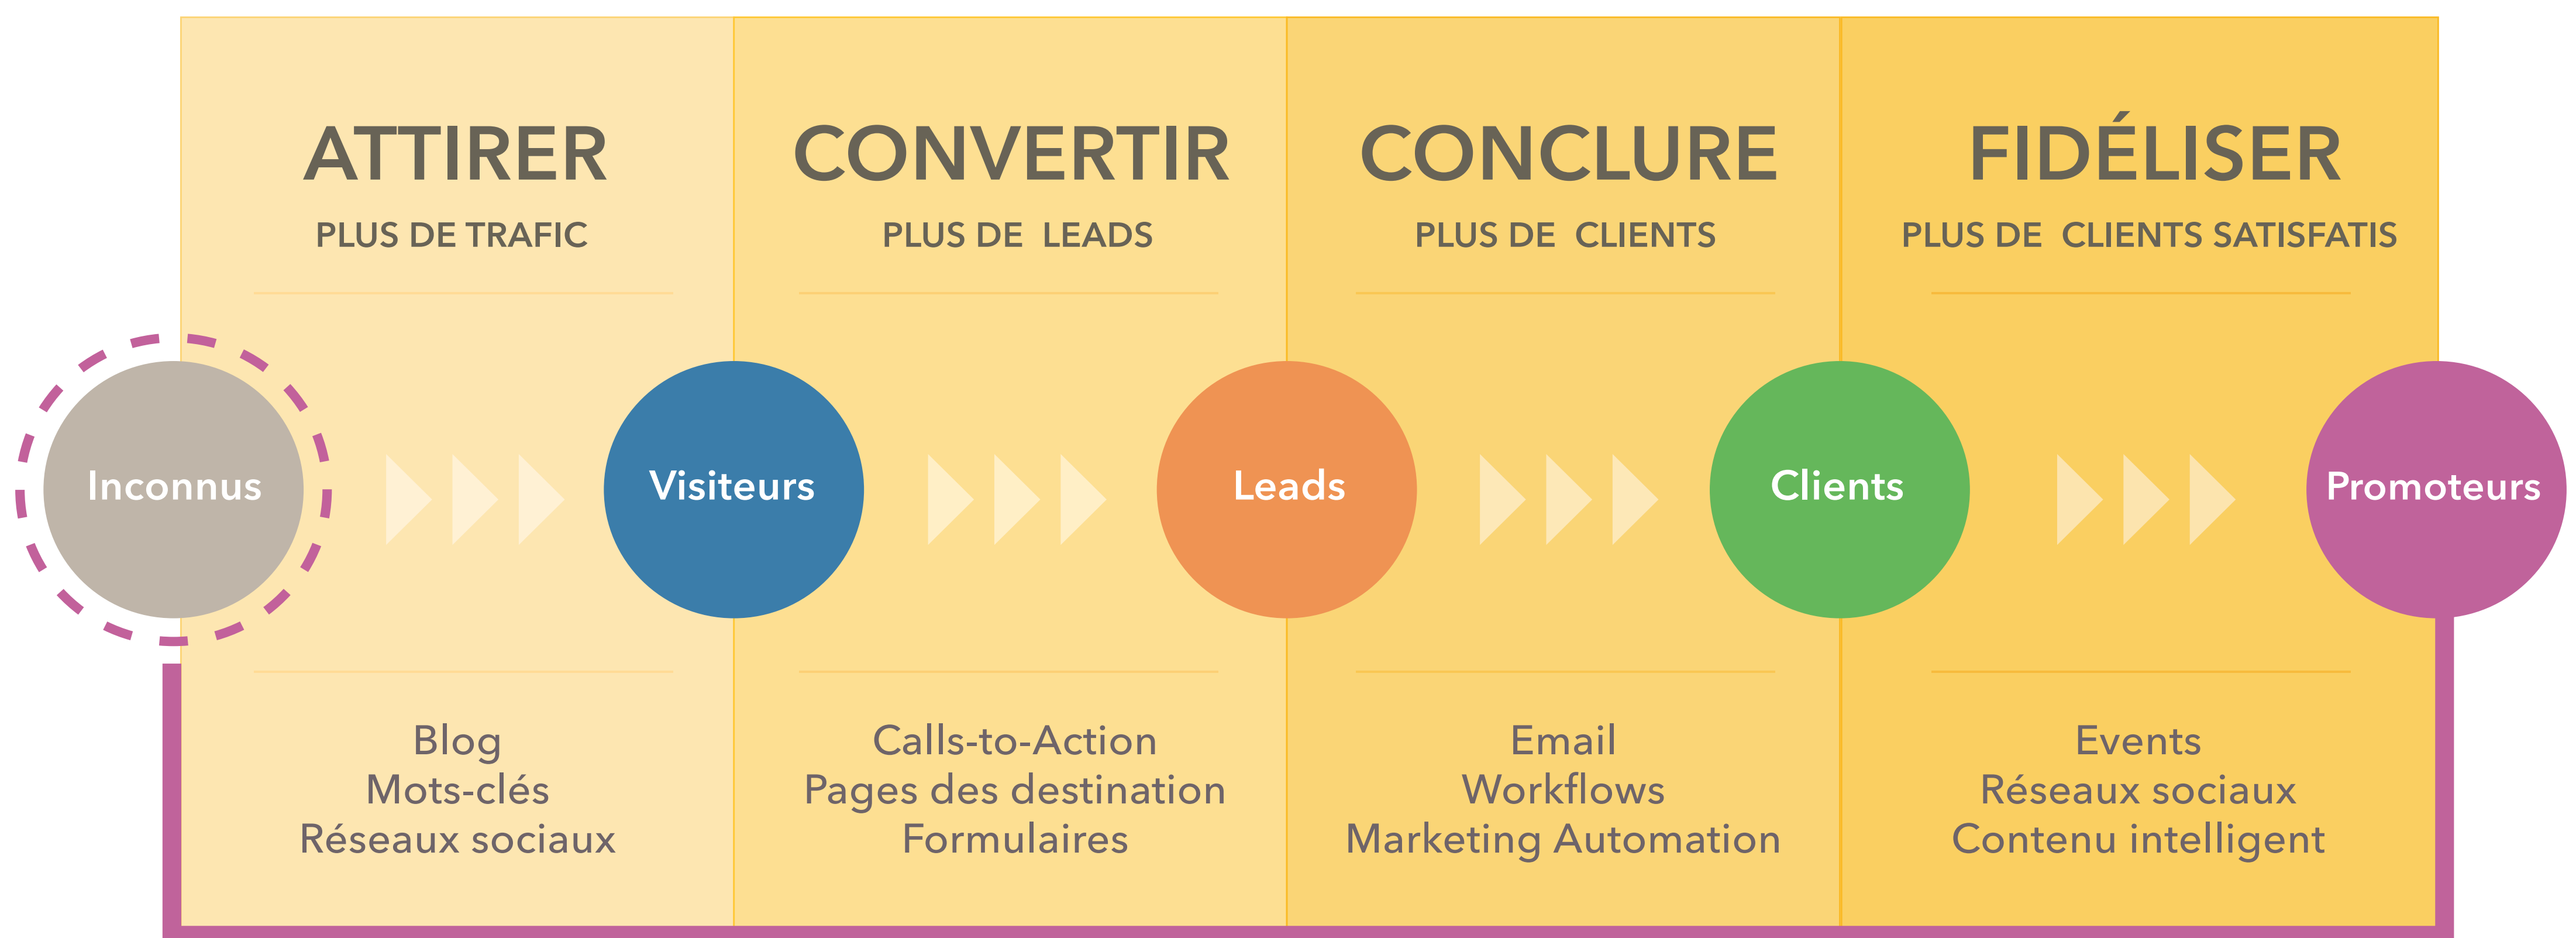 ATTIRER
PLUS DE TRAFIC
CONVERTIR
PLUS DE LEADS
CONCLURE
PLUS DE CLIENTS
FIDÉLISER
PLUS DE CLIENTS SATISFATIS
Inconnus
Visiteurs
Leads
Clients
Promoteurs
Blog
Mots-clés
Réseaux sociaux
Calls-to-Action
Pages des destination
Formulaires
Email
Workflows
Marketing Automation
Events
Réseaux sociaux
Contenu intelligent